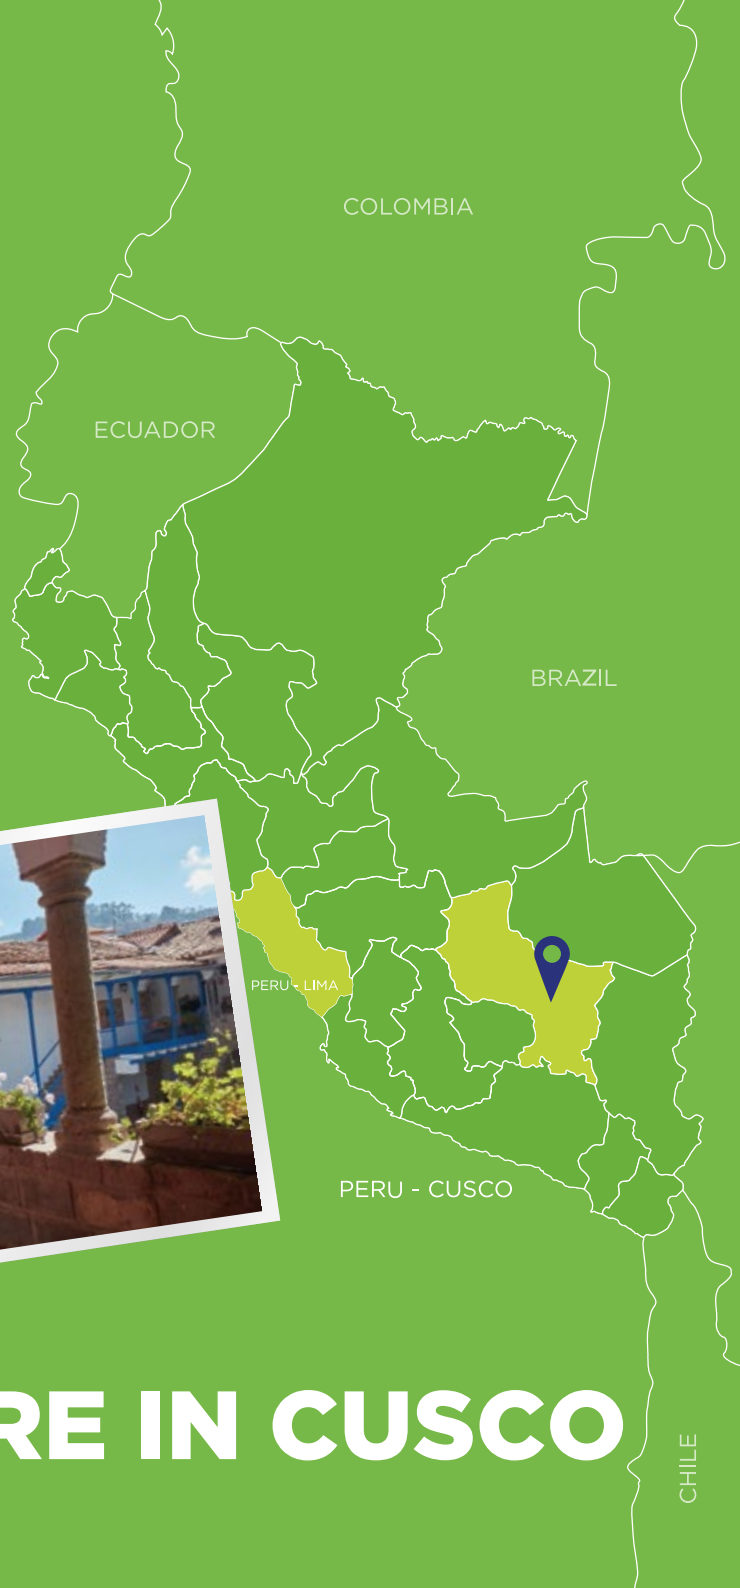 COLOMBIA
ECUADOR
BRAZIL
PERU - LIMA
PERU - CUSCO
RE IN CUSCO
CHILE